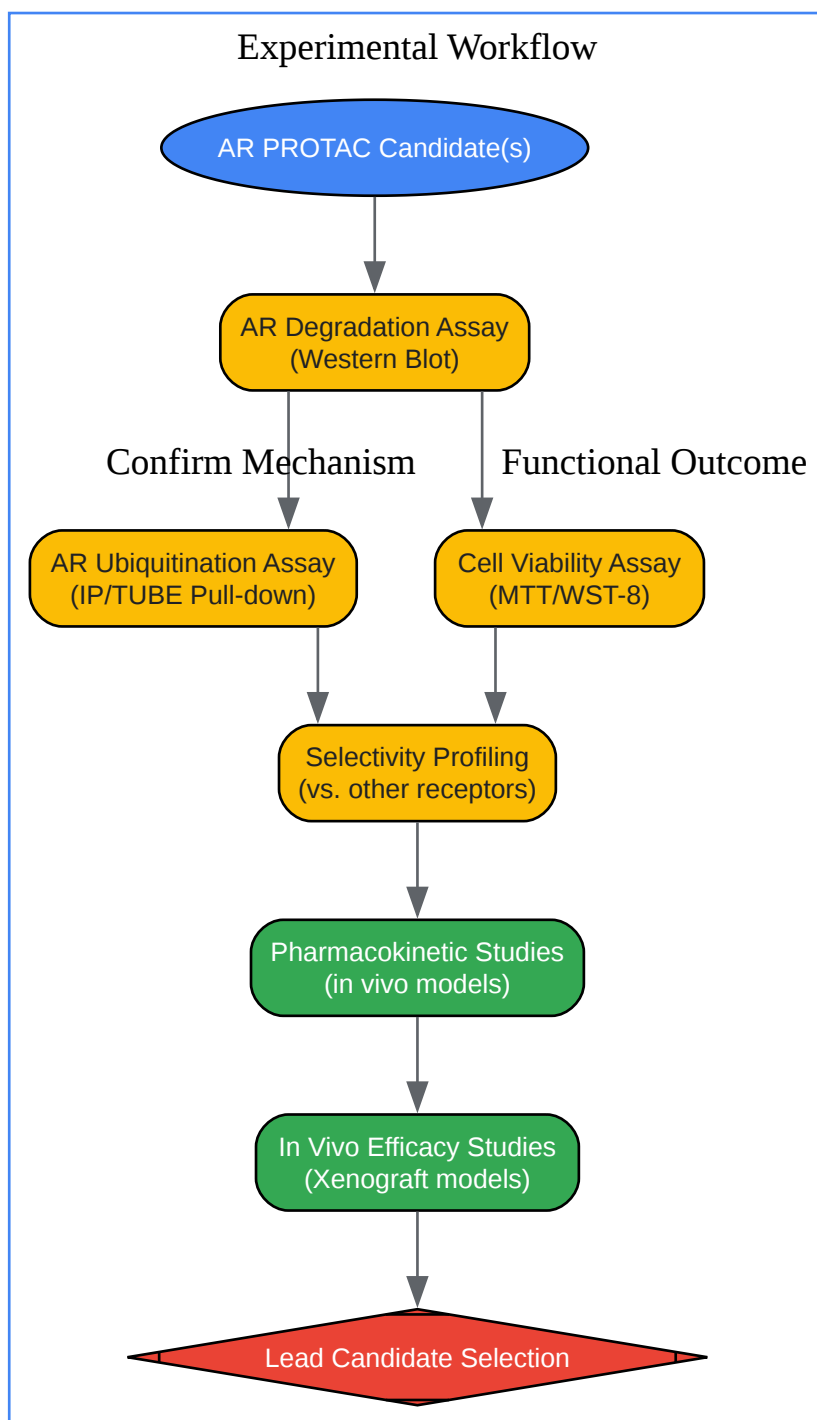 Experimental Workflow
AR PROTAC Candidate(s)
AR Degradation Assay
(Western Blot)
Confirm Mechanism
Functional Outcome
AR Ubiquitination Assay
(IP/TUBE Pull-down)
Cell Viability Assay
(MTT/WST-8)
Selectivity Profiling
(vs. other receptors)
Pharmacokinetic Studies
(in vivo models)
In Vivo Efficacy Studies
(Xenograft models)
Lead Candidate Selection